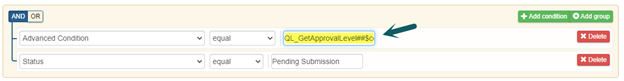 AND OR + Add condition + Add group
Advanced Condition equal QL_GetApprovalLevel##$c Delete
Status equal Pending Submission Delete